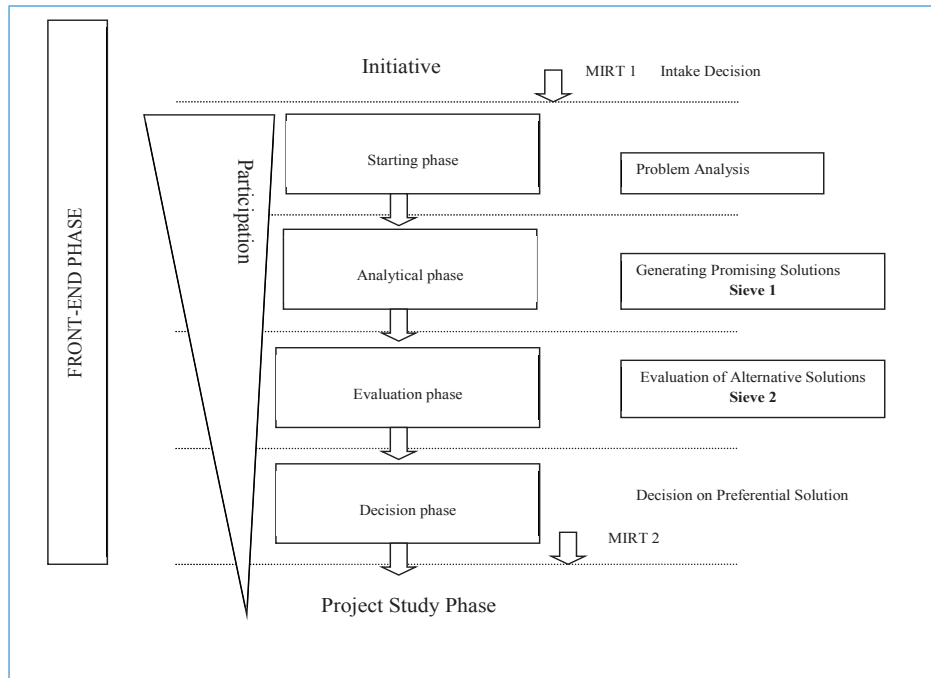 FRONT-END PHASE
Participation
Initiative
MIRT 1 Intake Decision
Starting phase
Problem Analysis
Analytical phase
Generating Promising Solutions
Sieve 1
Evaluation phase
Evaluation of Alternative Solutions
Sieve 2
Decision phase
Decision on Preferential Solution
MIRT 2
Project Study Phase